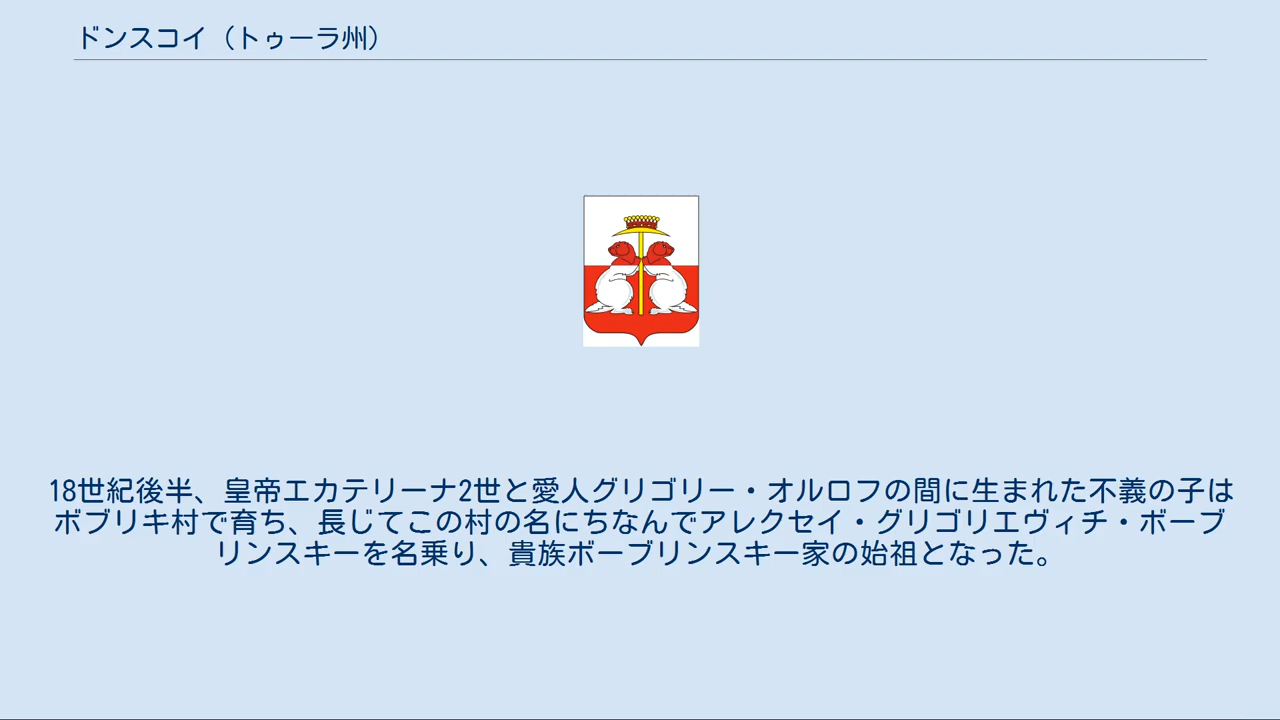 ドンスコイ（トゥーラ州）
18世紀後半、皇帝エカテリーナ2世と愛人グリゴリー・オルロフの間に生まれた不義の子は
ボブリキ村で育ち、長じてこの村の名にちなんでアレクセイ・グリゴリエヴィチ・ボーブ
リンスキーを名乗り、貴族ボーブリンスキー家の始祖となった。